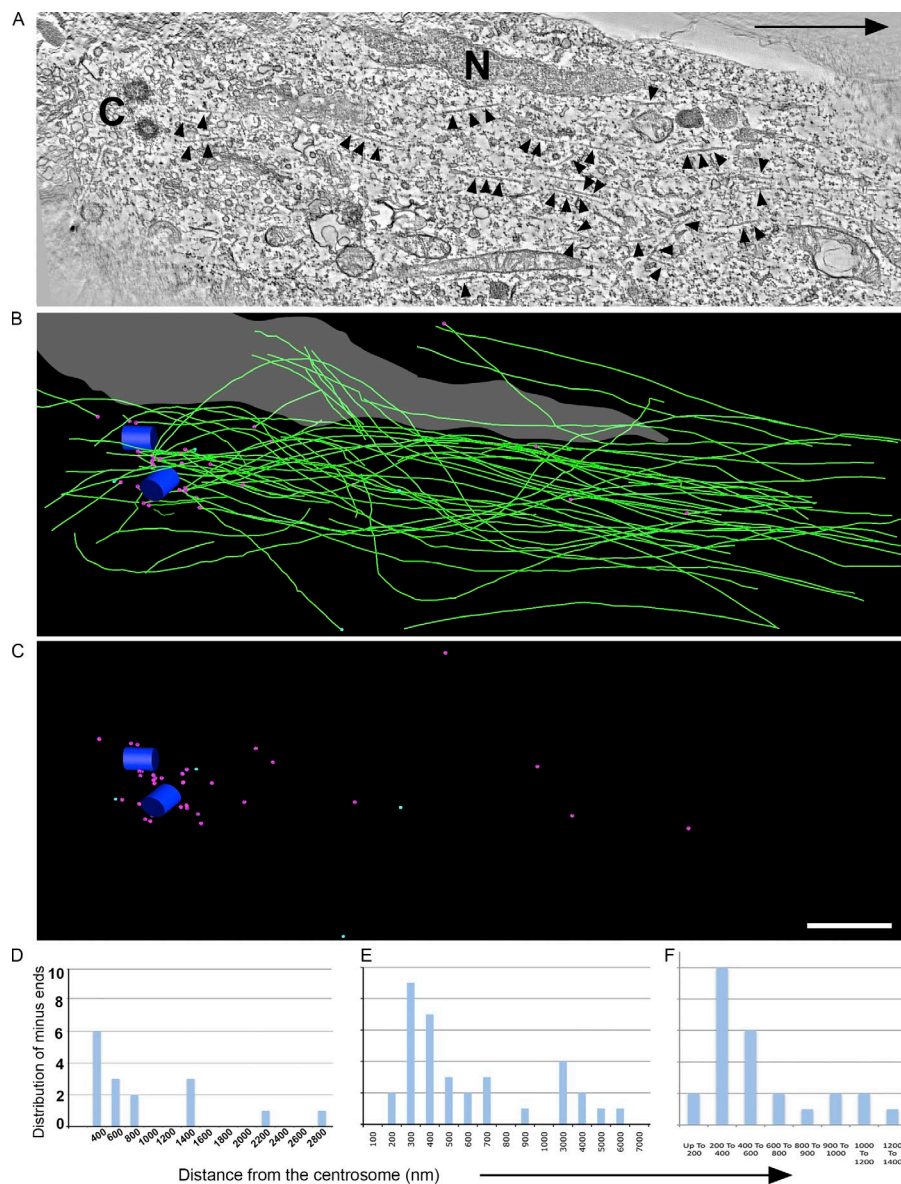 A
C
N
B
C
D
E
F
Distribution of minus ends
10
8
6
4
2
0
400 600 800 1000 1200 1400 1600 1800 2000 2200 2400 2600 2800
100 200 300 400 500 600 700 800 900 1000 3000 4000 5000 6000 7000
Up To 200 To 400 To 600 To 800 To 900 To 1000 1200
200 400 600 800 900 1000 To To
1200 1400
Distance from the centrosome (nm)